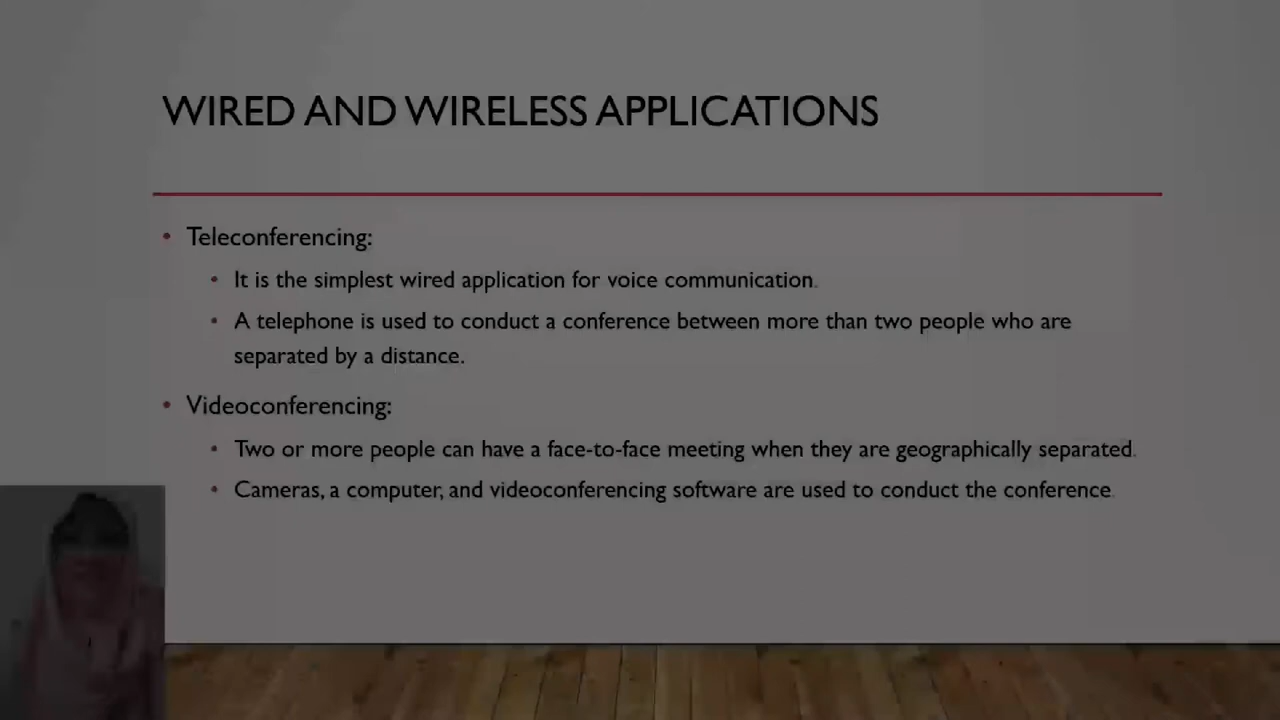 WIRED AND WIRELESS APPLICATIONS
• Teleconferencing:
• It is the simplest wired application for voice communication.
• A telephone is used to conduct a conference between more than two people who are
separated by a distance.
• Videoconferencing:
• Two or more people can have a face-to-face meeting when they are geographically separated.
• Cameras, a computer, and videoconferencing software are used to conduct the conference.